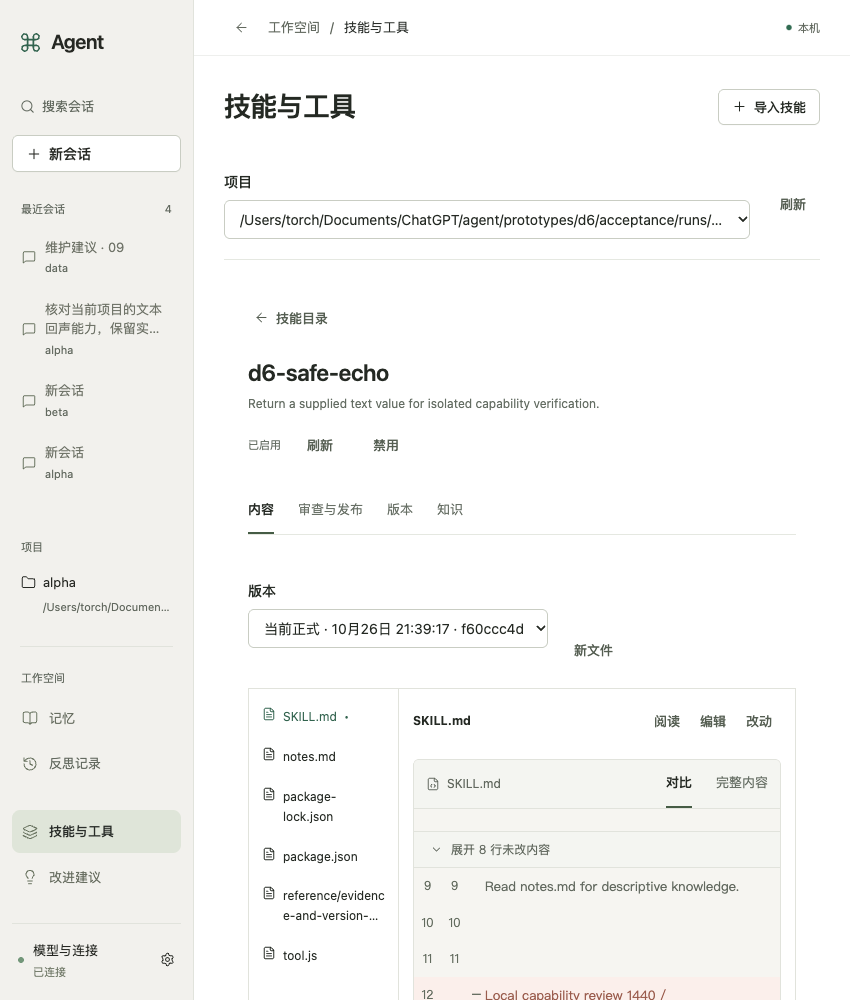 Agent
搜索会话
新会话
最近会话 4
维护建议 · 09
data
核对当前项目的文本
回声能力，保留实...
alpha
新会话
beta
新会话
alpha
项目
alpha
/Users/torch/Documen...
工作空间
记忆
反思记录
技能与工具
改进建议
模型与连接
已连接
工作空间 / 技能与工具
本机
技能与工具
导入技能
项目
/Users/torch/Documents/ChatGPT/agent/prototypes/d6/acceptance/runs/...
刷新
技能目录
d6-safe-echo
Return a supplied text value for isolated capability verification.
已启用 刷新 禁用
内容 审查与发布 版本 知识
版本
当前正式 · 10月26日 21:39:17 · f60ccc4d
新文件
SKILL.md •
notes.md
package-
lock.json
package.json
reference/evidenc
e-and-version-...
tool.js
SKILL.md 阅读 编辑 改动
SKILL.md 对比 完整内容
展开 8 行未改内容
9 9 Read notes.md for descriptive knowledge.
10 10
11 11
12 − Local capability review 1440 /